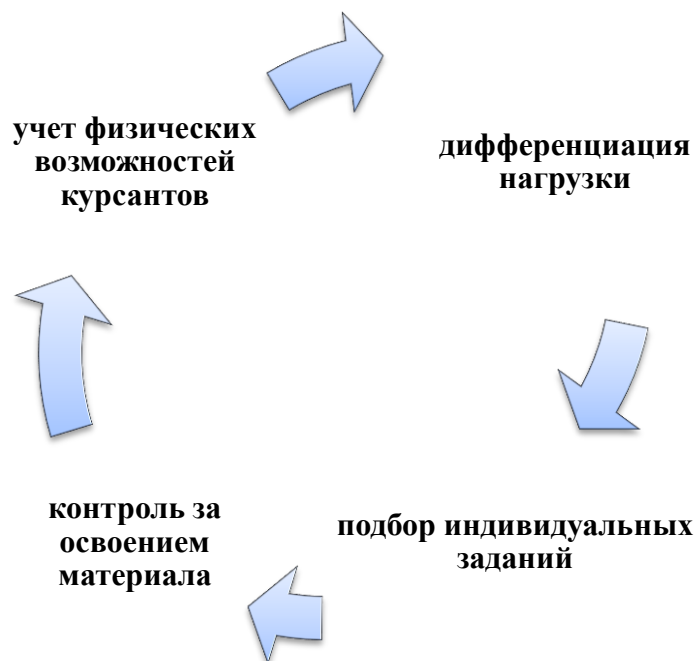 учет физических
возможностей
курсантов
дифференциация
нагрузки
подбор индивидуальных
заданий
контроль за
освоением
материала